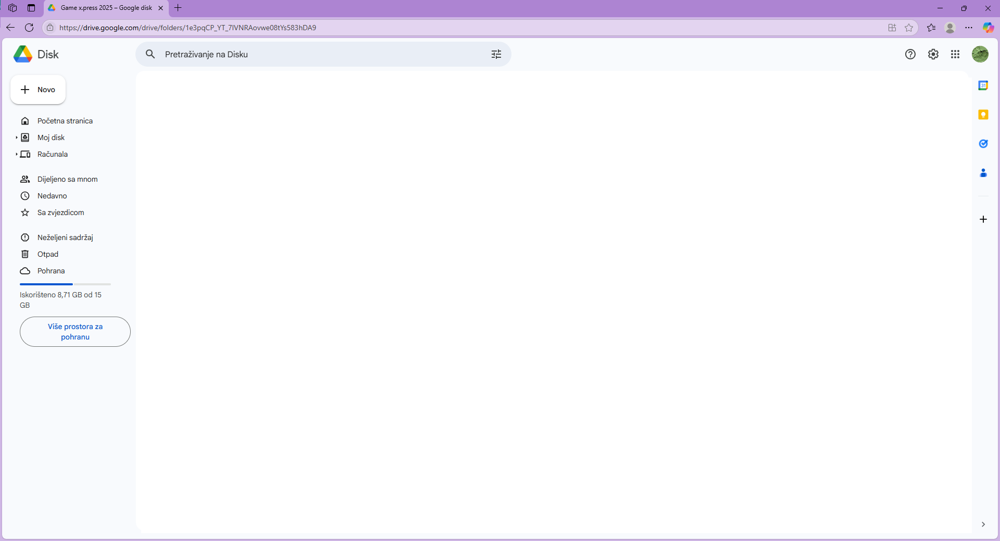 Game x.press 2025 – Google disk
https://drive.google.com/drive/folders/1e3pqCP_YT_7lVNRAovwe08tYs583hDA9
Disk
Pretraživanje na Disku
Novo
Početna stranica
Moj disk
Računala
Dijeljeno sa mnom
Nedavno
Sa zvjezdicom
Neželjeni sadržaj
Otpad
Pohrana
Iskorišteno 8,71 GB od 15
GB
Više prostora za
pohranu
31